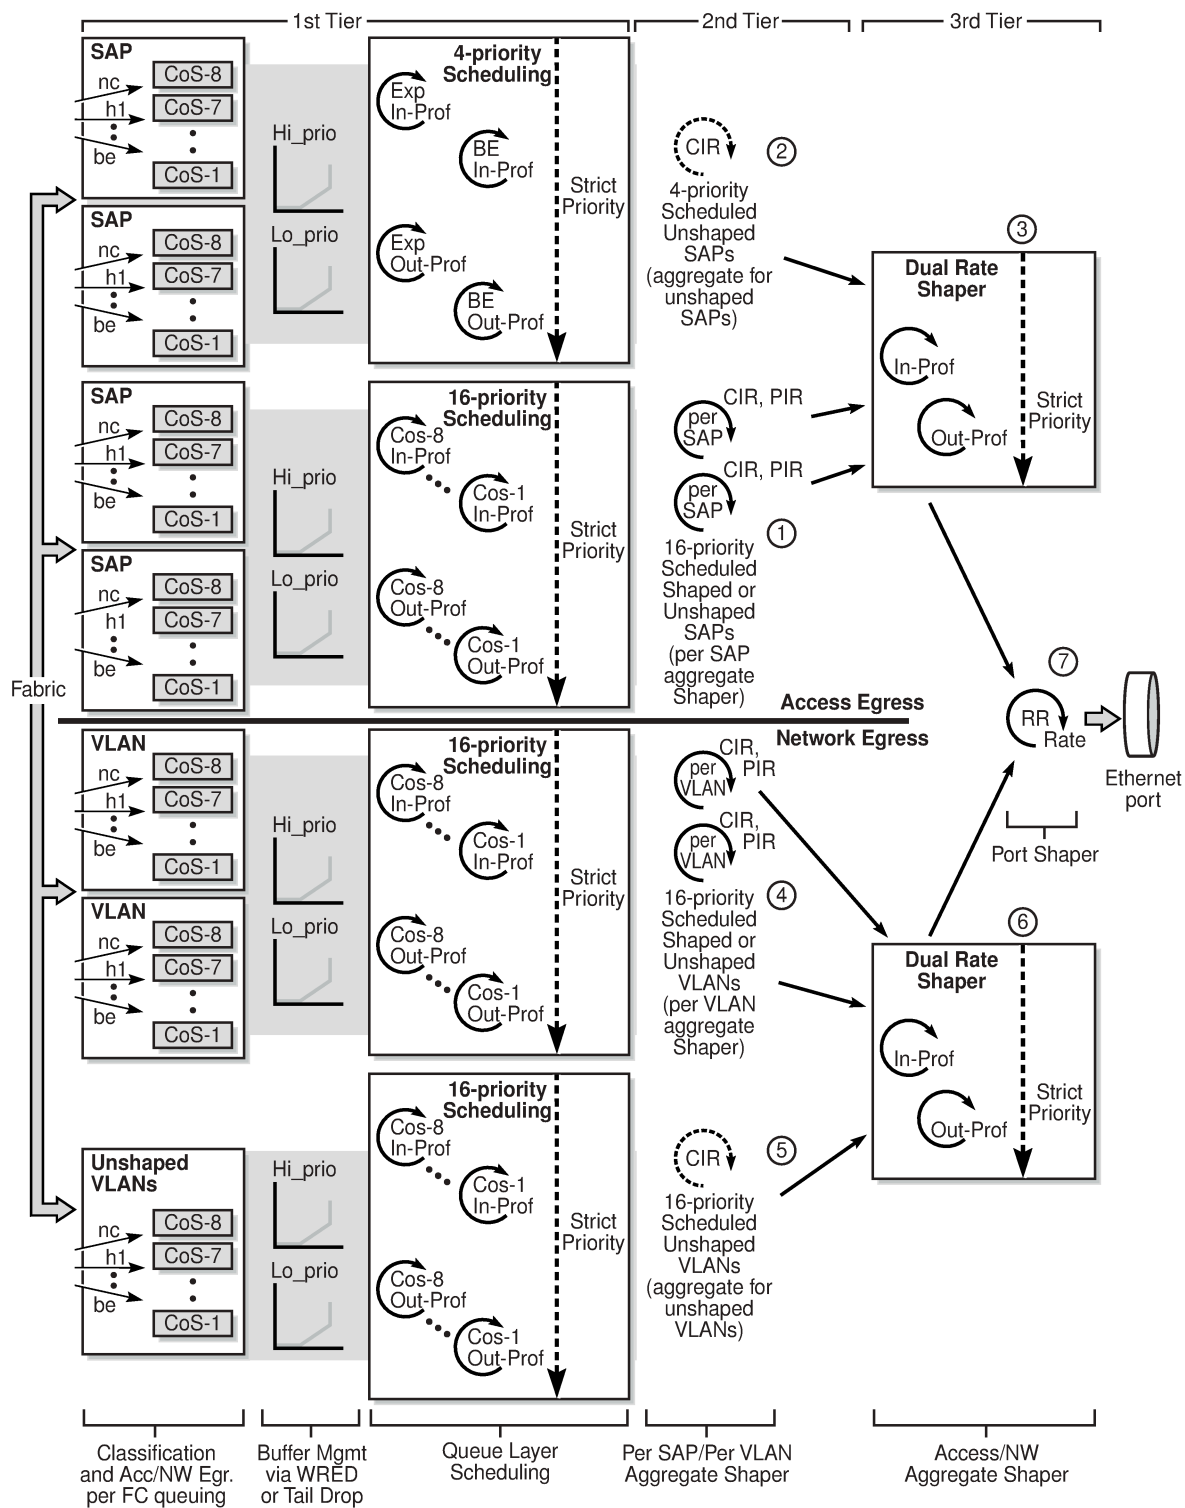 1st Tier
2nd Tier
3rd Tier
SAP
nc
h1
be
CoS-8
CoS-7
CoS-1
Hi_prio
Lo_prio
4-priority
Scheduling
Exp
In-Prof
BE
In-Prof
Exp
Out-Prof
BE
Out-Prof
Strict
Priority
SAP
nc
h1
be
CoS-8
CoS-7
CoS-1
CIR
2
4-priority
Scheduled
Unshaped
SAPs
(aggregate for
unshaped
SAPs)
3
Dual Rate
Shaper
In-Prof
Out-Prof
Strict
Priority
SAP
nc
h1
be
CoS-8
CoS-7
CoS-1
Hi_prio
Lo_prio
16-priority
Scheduling
Cos-8
In-Prof
Cos-1
In-Prof
Cos-8
Out-Prof
Cos-1
Out-Prof
Strict
Priority
SAP
nc
h1
be
CoS-8
CoS-7
CoS-1
CIR, PIR
per
SAP
CIR, PIR
per
SAP
1
16-priority
Scheduled
Shaped or
Unshaped
SAPs
(per SAP
aggregate
Shaper)
Fabric
Access Egress
Network Egress
7
RR
Rate
Ethernet
port
Port Shaper
VLAN
nc
h1
be
CoS-8
CoS-7
CoS-1
Hi_prio
Lo_prio
16-priority
Scheduling
Cos-8
In-Prof
Cos-1
In-Prof
Cos-8
Out-Prof
Cos-1
Out-Prof
Strict
Priority
VLAN
nc
h1
be
CoS-8
CoS-7
CoS-1
CIR,
PIR
per
VLAN
CIR,
PIR
per
VLAN
4
16-priority
Scheduled
Shaped or
Unshaped
VLANs
(per VLAN
aggregate
Shaper)
6
Dual Rate
Shaper
In-Prof
Out-Prof
Strict
Priority
Unshaped
VLANs
nc
h1
be
CoS-8
CoS-7
CoS-1
Hi_prio
Lo_prio
16-priority
Scheduling
Cos-8
In-Prof
Cos-1
In-Prof
Cos-8
Out-Prof
Cos-1
Out-Prof
Strict
Priority
CIR
5
16-priority
Scheduled
Unshaped
VLANs
(aggregate for
unshaped
VLANs)
Classification
and Acc/NW Egr.
per FC queuing
Buffer Mgmt
via WRED
or Tail Drop
Queue Layer
Scheduling
Per SAP/Per VLAN
Aggregate Shaper
Access/NW
Aggregate Shaper